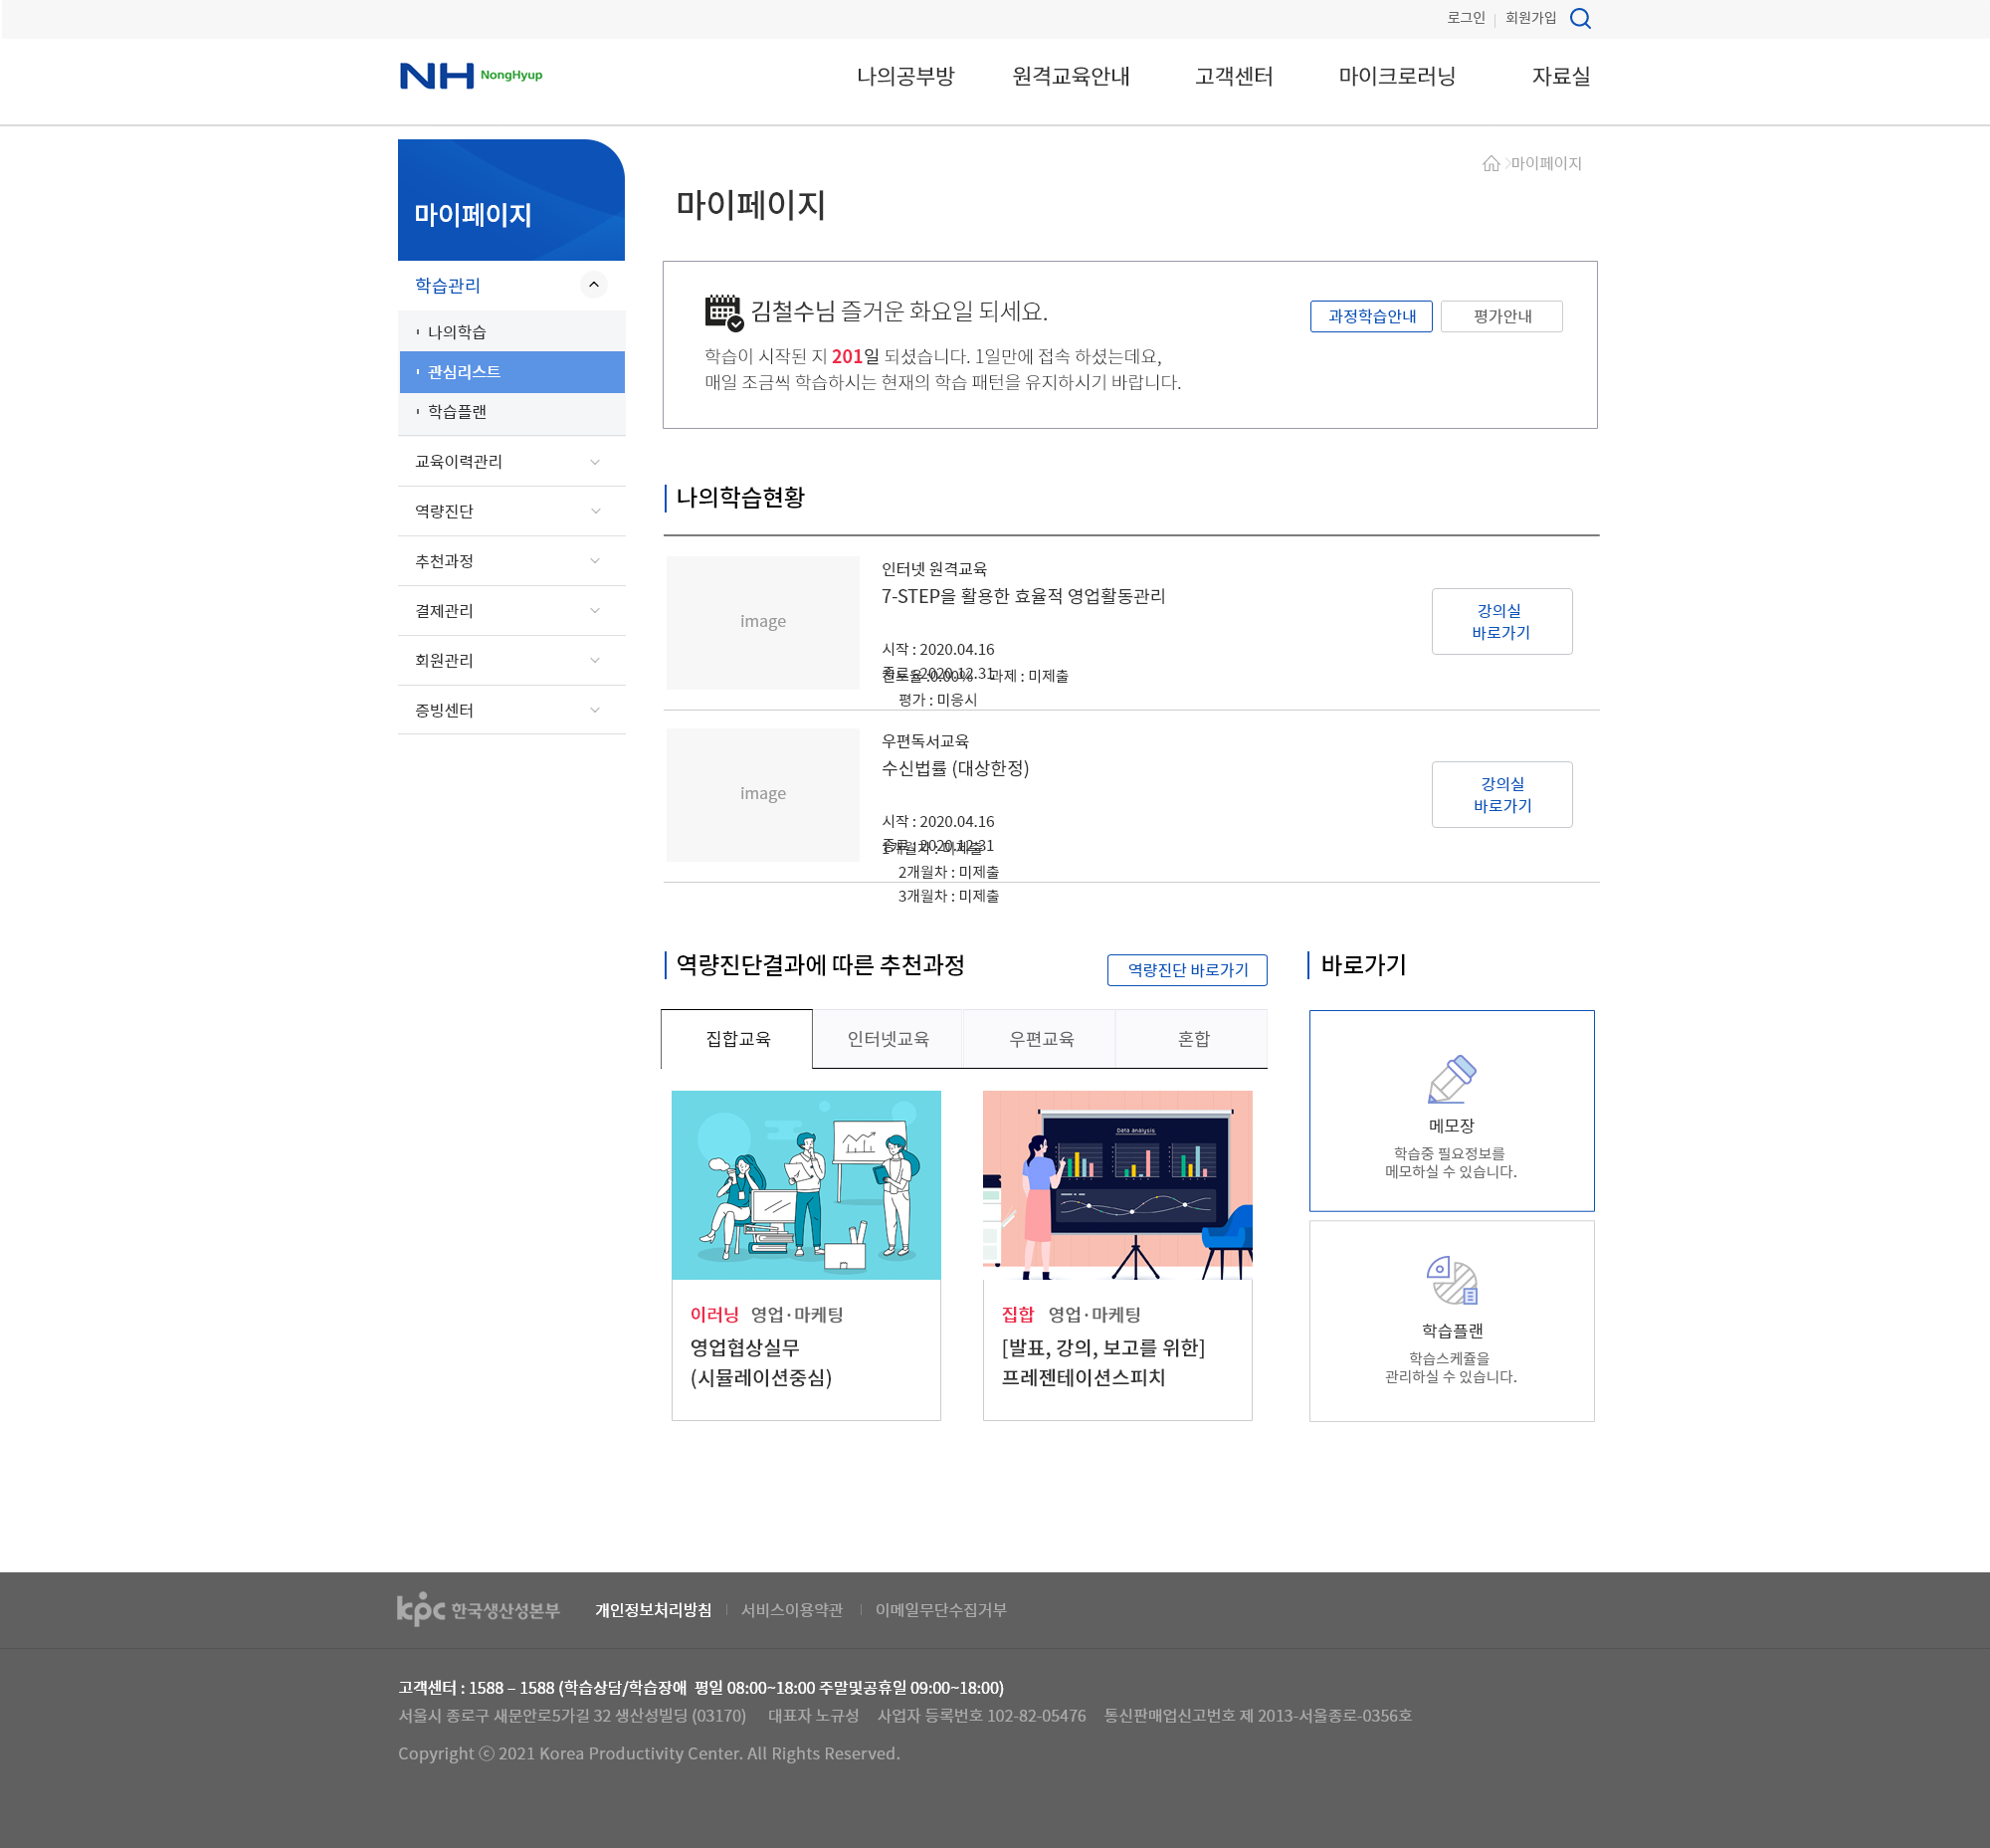 로그인
회원가입
NH NongHyup
나의공부방
원격교육안내
고객센터
마이크로러닝
자료실
마이페이지
학습관리
나의학습
관심리스트
학습플랜
교육이력관리
역량진단
추천과정
결제관리
회원관리
증빙센터
마이페이지
마이페이지
김철수님 즐거운 화요일 되세요.
과정학습안내
평가안내
학습이 시작된 지 201일 되셨습니다. 1일만에 접속 하셨는데요,
매일 조금씩 학습하시는 현재의 학습 패턴을 유지하시기 바랍니다.
나의학습현황
image
인터넷 원격교육
7-STEP을 활용한 효율적 영업활동관리
시작 : 2020.04.16
종료 : 2020.12.31
진도율 :0.00%
과제 : 미제출
평가 : 미응시
강의실
바로가기
image
우편독서교육
수신법률 (대상한정)
시작 : 2020.04.16
종료 : 2020.12.31
1개월차 : 미제출
2개월차 : 미제출
3개월차 : 미제출
강의실
바로가기
역량진단결과에 따른 추천과정
역량진단 바로가기
집합교육
인터넷교육
우편교육
혼합
Data analysis
이러닝 영업·마케팅
영업협상실무
(시뮬레이션중심)
집합 영업·마케팅
[발표, 강의, 보고를 위한]
프레젠테이션스피치
바로가기
메모장
학습중 필요정보를
메모하실 수 있습니다.
학습플랜
학습스케쥴을
관리하실 수 있습니다.
kpc 한국생산성본부
개인정보처리방침
서비스이용약관
이메일무단수집거부
고객센터 : 1588 – 1588 (학습상담/학습장애 평일 08:00~18:00 주말및공휴일 09:00~18:00)
서울시 종로구 새문안로5가길 32 생산성빌딩 (03170) 대표자 노규성 사업자 등록번호 102-82-05476 통신판매업신고번호 제 2013-서울종로-0356호
Copyright ⓒ 2021 Korea Productivity Center. All Rights Reserved.